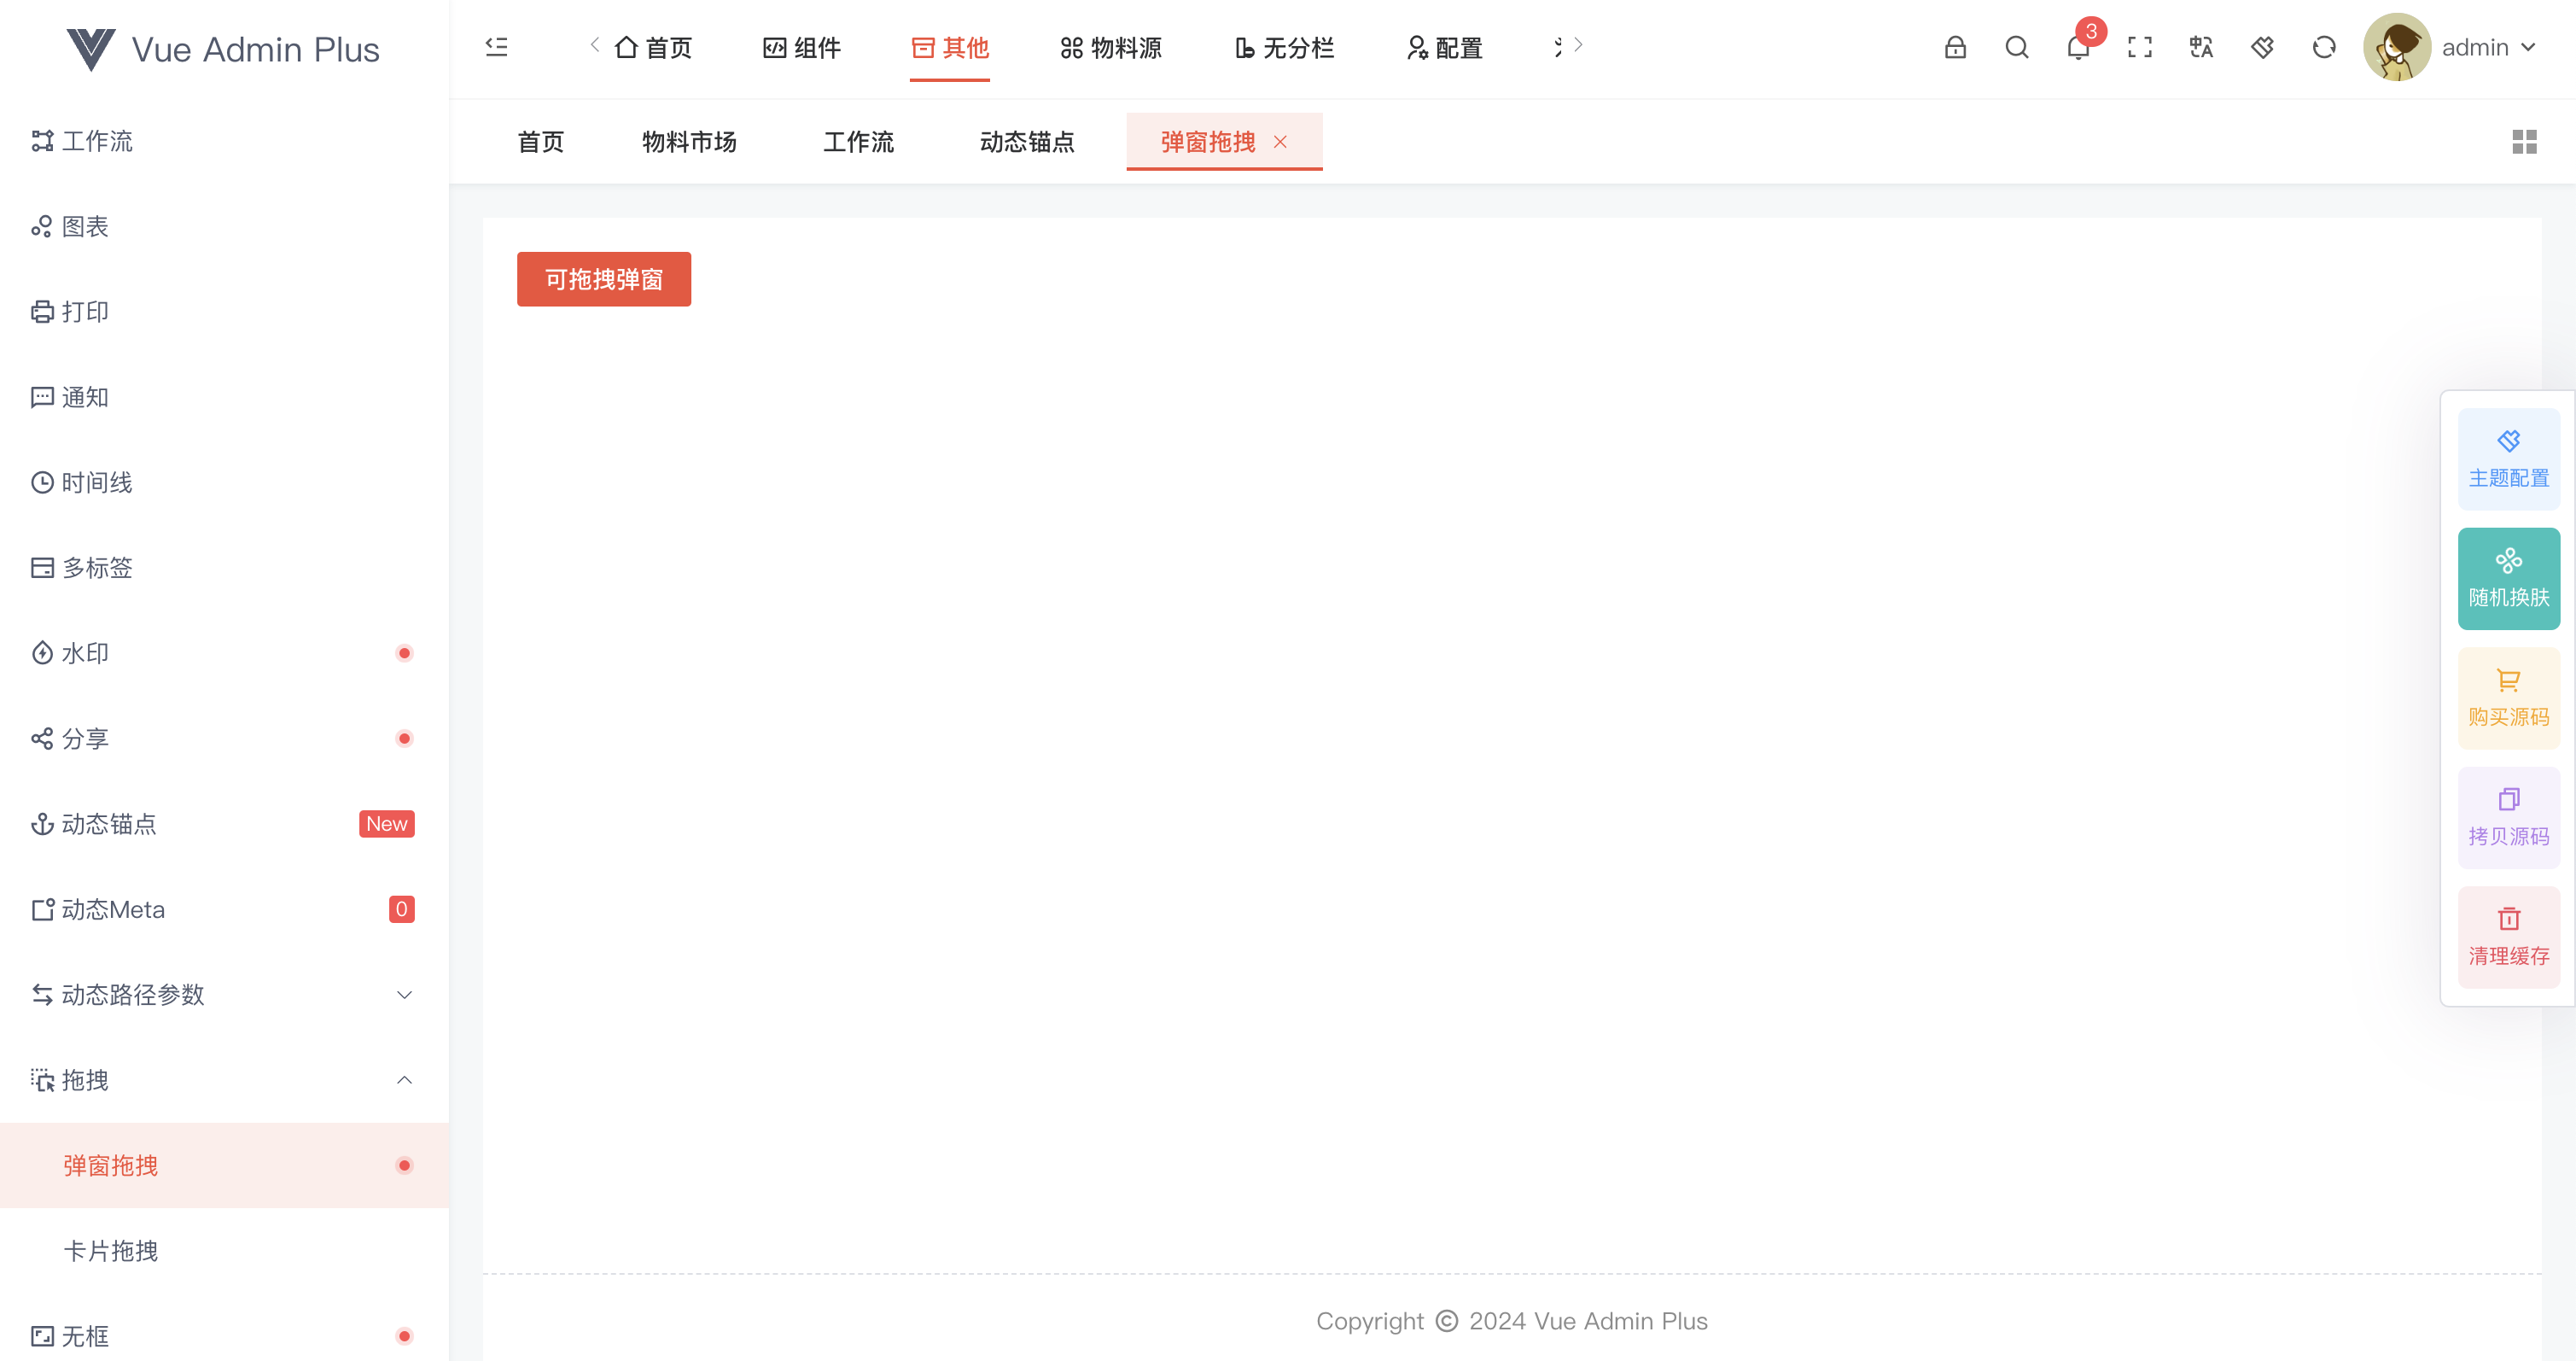 Vue Admin Plus
首页
组件
其他
物料源
无分栏
配置
3
admin
首页
物料市场
工作流
动态锚点
弹窗拖拽
工作流
图表
打印
通知
时间线
多标签
水印
分享
动态锚点 New
动态Meta 0
动态路径参数
拖拽
弹窗拖拽
卡片拖拽
无框
可拖拽弹窗
主题配置
随机换肤
购买源码
拷贝源码
清理缓存
Copyright © 2024 Vue Admin Plus